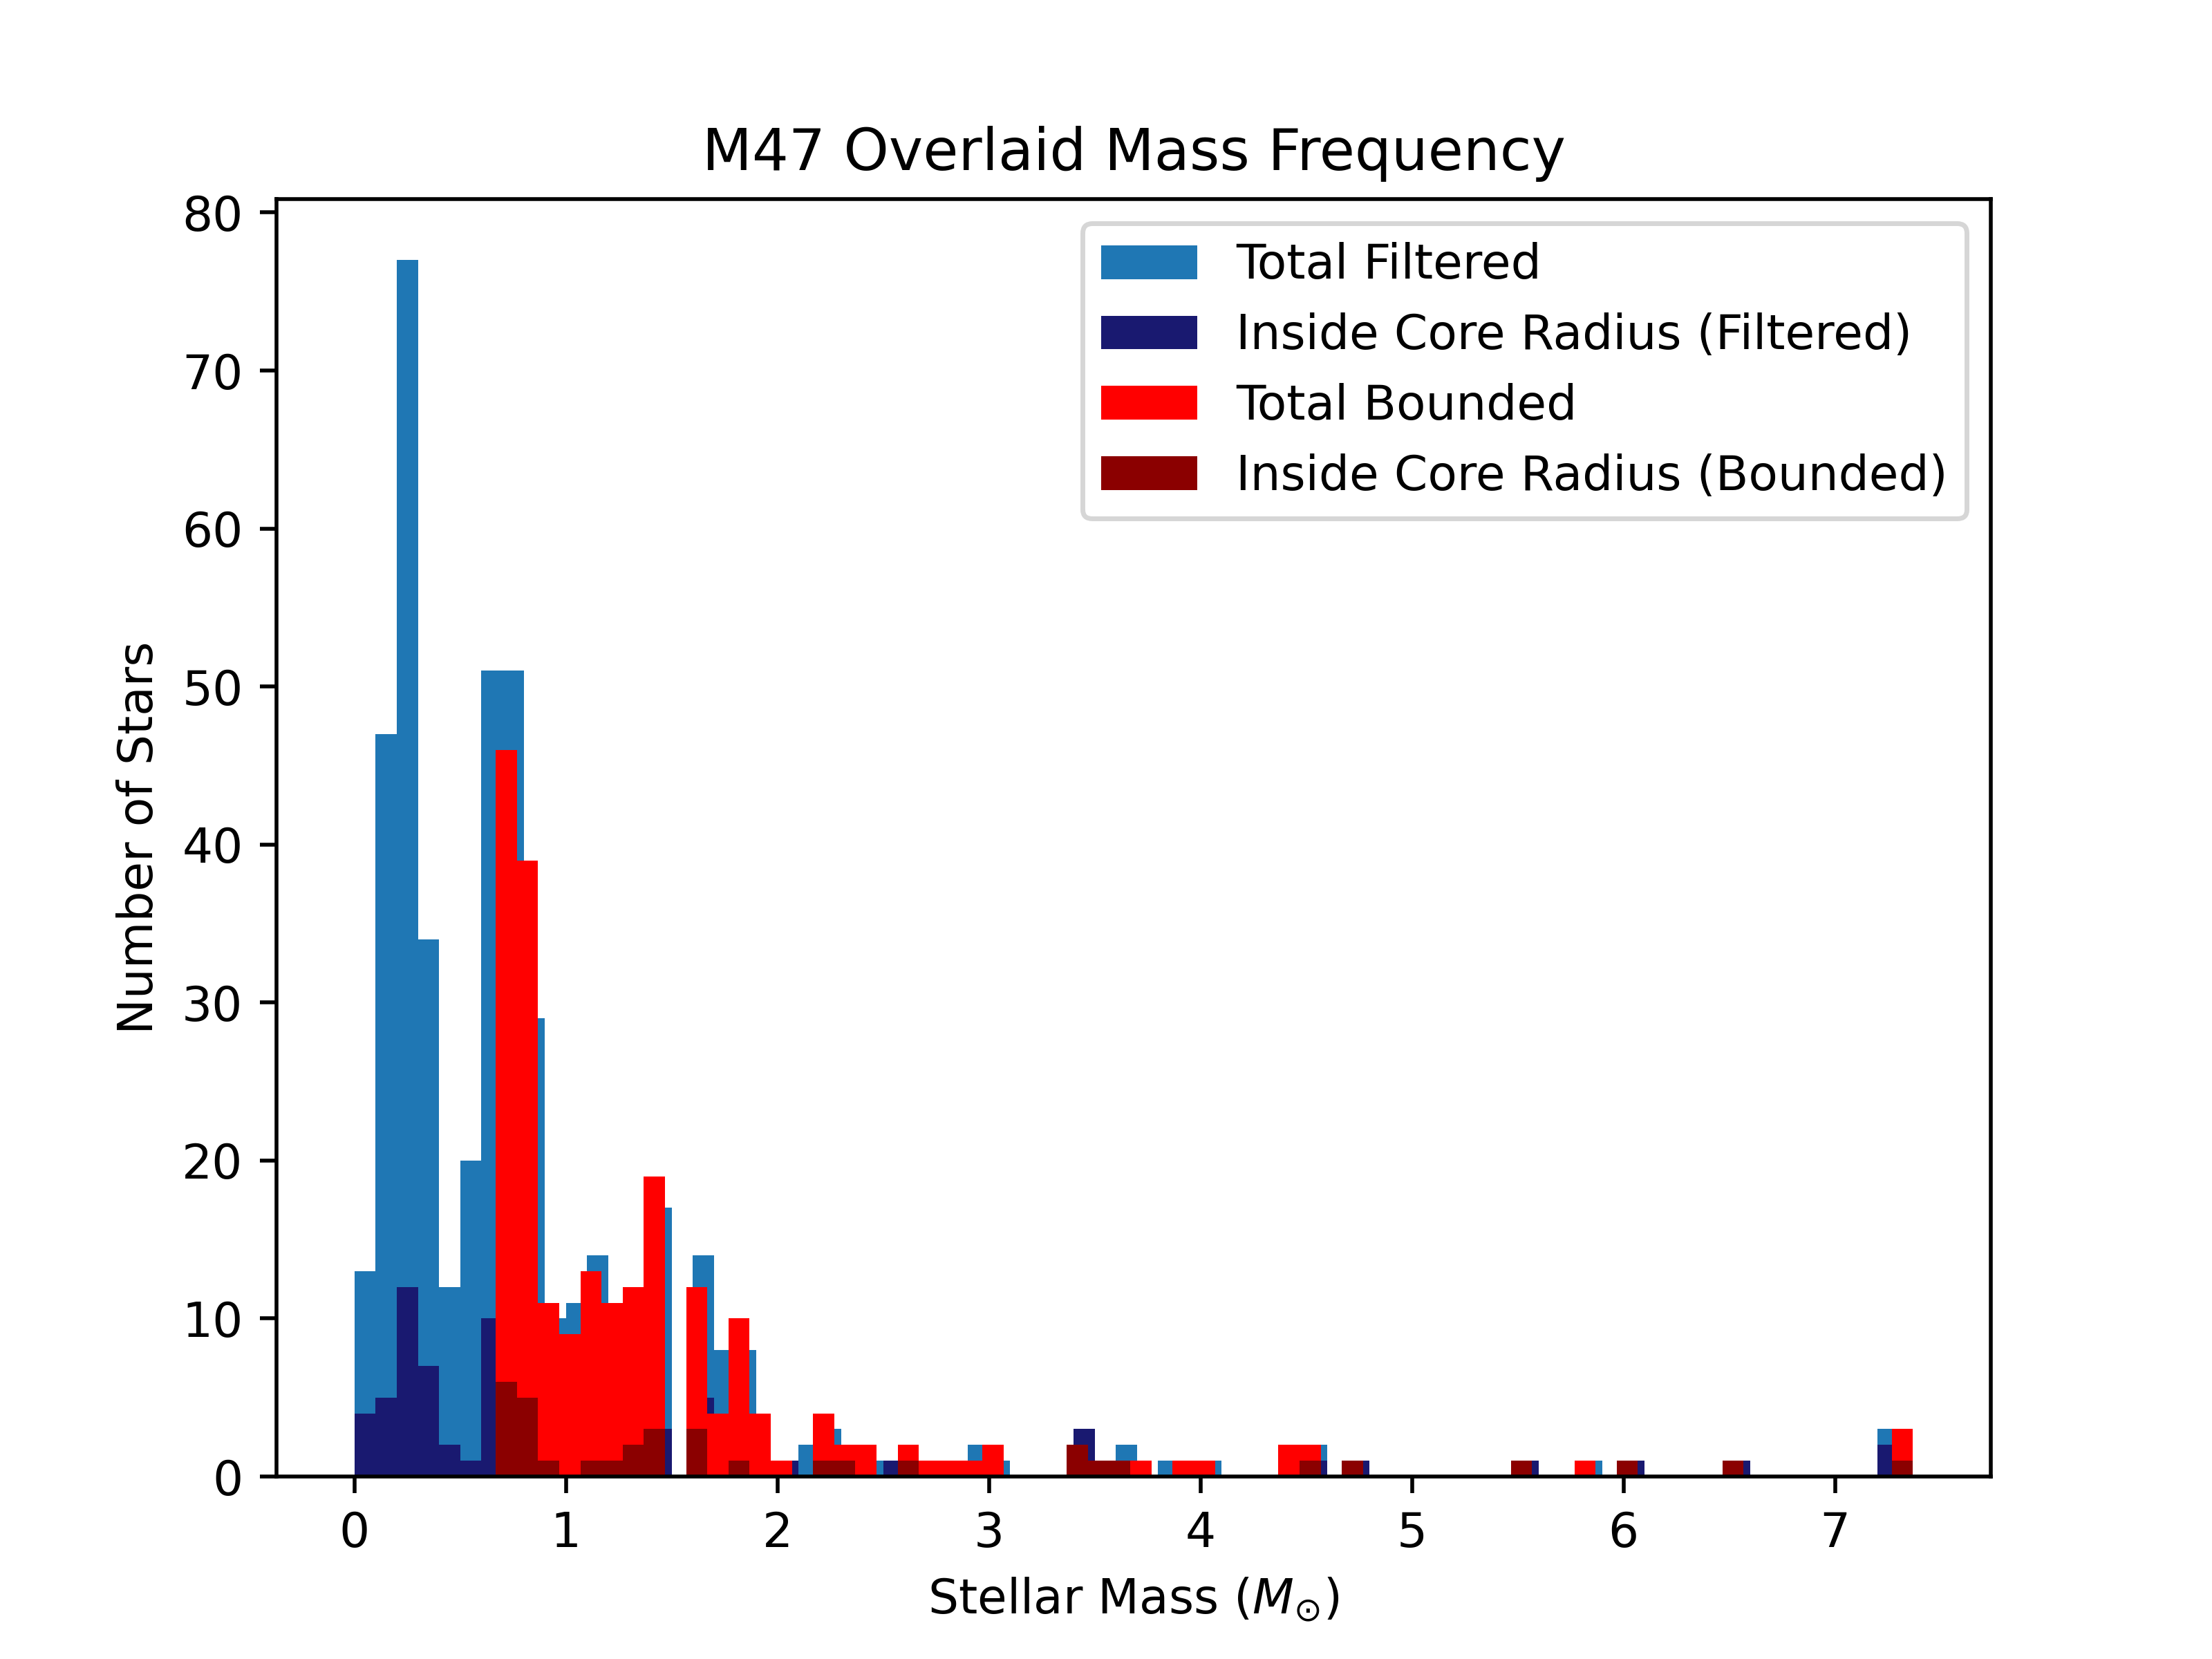 M47 Overlaid Mass Frequency
Total Filtered
Inside Core Radius (Filtered)
Total Bounded
Inside Core Radius (Bounded)
80
70
60
50
40
30
20
10
0
Number of Stars
0 1 2 3 4 5 6 7
Stellar Mass (M⊙)